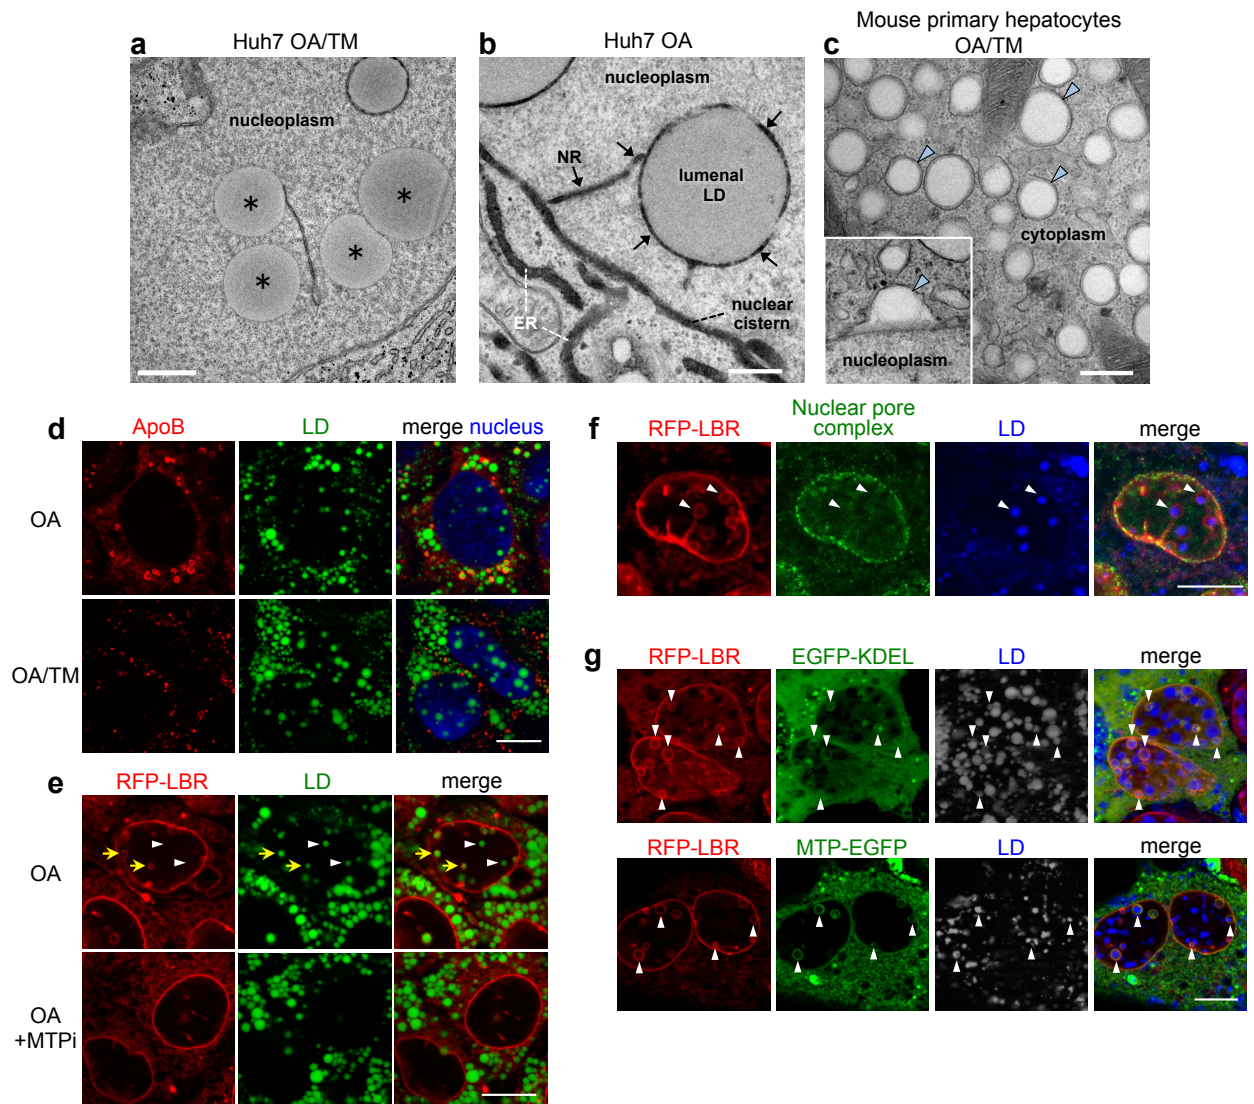 a
Huh7 OA/TM
nucleoplasm
*
*
*
*
b
Huh7 OA
nucleoplasm
NR
lumenal
LD
ER
nuclear
cistern
Mouse primary hepatocytes
c
OA/TM
cytoplasm
nucleoplasm
d
ApoB
LD
merge nucleus
OA
OA/TM
e
RFP-LBR
LD
merge
OA
OA
+MTPi
f
RFP-LBR
Nuclear pore
complex
LD
merge
g
RFP-LBR
EGFP-KDEL
LD
merge
RFP-LBR
MTP-EGFP
LD
merge